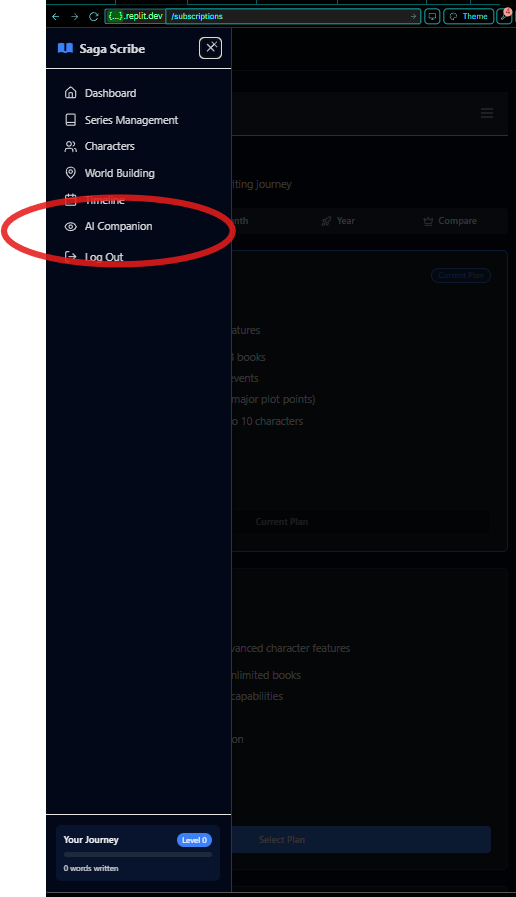 {...}.replit.dev /subscriptions
Theme
4
Saga Scribe
Dashboard
Series Management
Characters
World Building
Timeline
AI Companion
Log Out
iting journey
nth
Year
Compare
Current Plan
atures
books
events
major plot points)
o 10 characters
Current Plan
vanced character features
nlimited books
capabilities
on
Select Plan
Your Journey
Level 0
0 words written